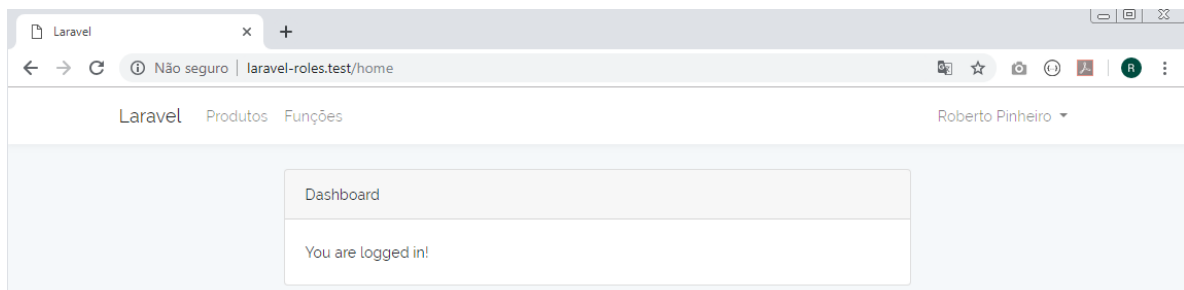 Laravel
Não seguro | laravel-roles.test/home
R
Laravel Produtos Funções Roberto Pinheiro
Dashboard
You are logged in!